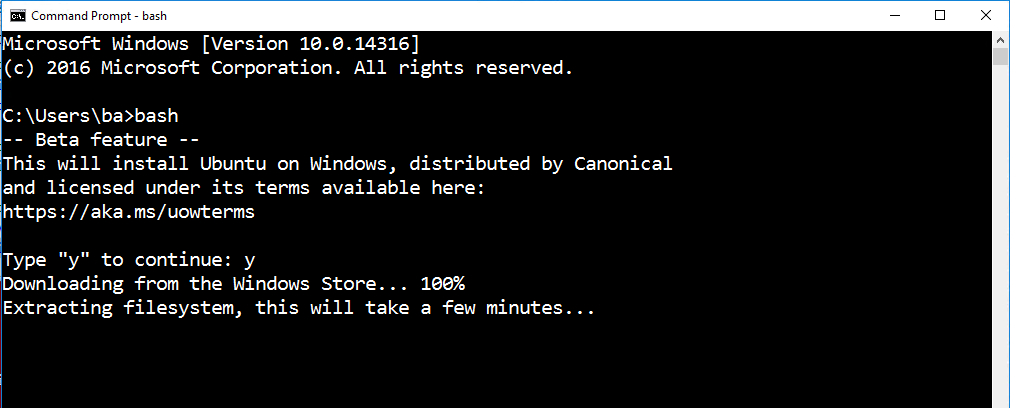 Command Prompt - bash
Microsoft Windows [Version 10.0.14316]
(c) 2016 Microsoft Corporation. All rights reserved.
C:\Users\ba>bash
-- Beta feature --
This will install Ubuntu on Windows, distributed by Canonical
and licensed under its terms available here:
https://aka.ms/uowterms
Type "y" to continue: y
Downloading from the Windows Store... 100%
Extracting filesystem, this will take a few minutes...